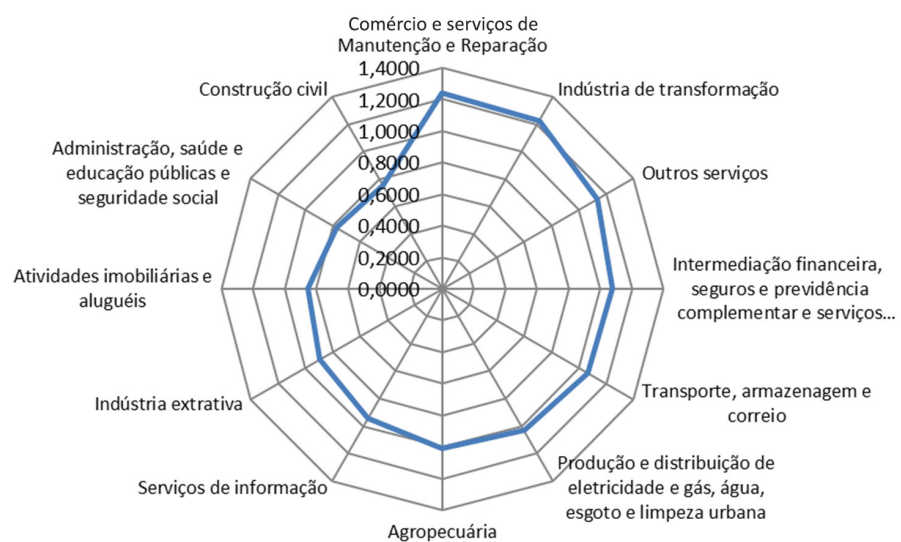 Comércio e serviços de
Manutenção e Reparação
1,4000
1,2000
1,0000
0,8000
0,6000
0,4000
0,2000
0,0000
Indústria de transformação
Outros serviços
Intermediação financeira,
seguros e previdência
complementar e serviços...
Transporte, armazenagem e
correio
Produção e distribuição de
eletricidade e gás, água,
esgoto e limpeza urbana
Agropecuária
Serviços de informação
Indústria extrativa
Atividades imobiliárias e
aluguéis
Administração, saúde e
educação públicas e
seguridade social
Construção civil